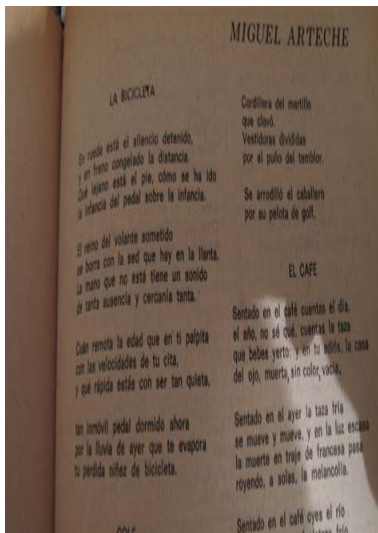 MIGUEL ARTECHE
LA BICICLETA
En rueda está el silencio detenido,
y en freno congelado la distancia.
Qué lejano está el pie, cómo se ha ido
la infancia del pedal sobre la infancia.
El reino del volante sometido
se borra con la sed que hay en la llanta.
La mano que no está tiene un sonido
de tanta ausencia y cercanía tanta.
Cuán remota la edad que en ti palpita
con las velocidades de tu cita,
y qué rápida estás con ser tan quieta,
tan inmóvil pedal dormido ahora
por la lluvia de ayer que te evapora
tu perdida niñez de bicicleta.
GOLF
Cordillera del martillo
que clavó.
Vestiduras divididas
por el puño del temblor.
Se arrodilló el caballero
por su pelota de golf.
EL CAFE
Sentado en el café cuentas el día,
el año, no sé qué, cuentas la taza
que bebes yerto; y en tu adiós, la casa
del ojo, muerta, sin color, vacía,
Sentado en el ayer la taza fría
se mueve y mueve, y en la luz escasa
la muerte en traje de francesa pasa
royendo, a solas, la melancolía.
Sentado en el café oyes el río